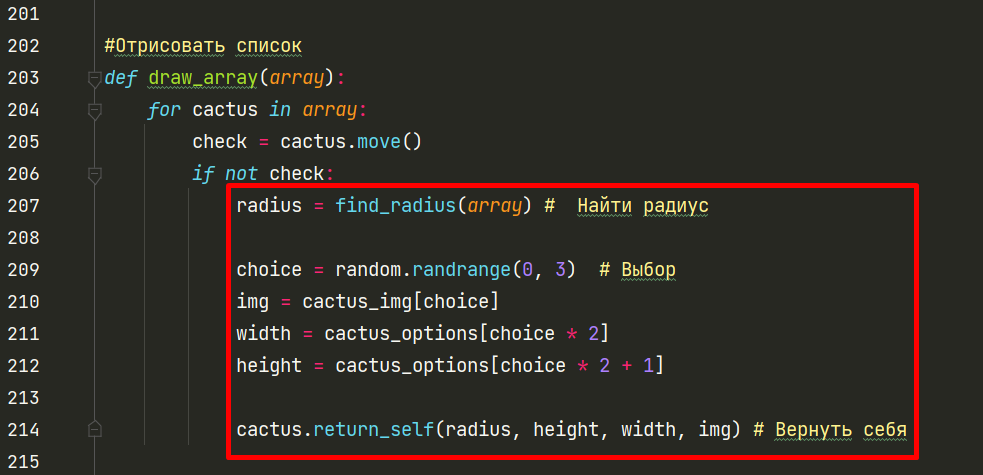 201
202 #Отрисовать список
203 def draw_array(array):
204 for cactus in array:
205 check = cactus.move()
206 if not check:
207 radius = find_radius(array) # Найти радиус
208
209 choice = random.randrange(0, 3) # Выбор
210 img = cactus_img[choice]
211 width = cactus_options[choice * 2]
212 height = cactus_options[choice * 2 + 1]
213
214 cactus.return_self(radius, height, width, img) # Вернуть себя
215